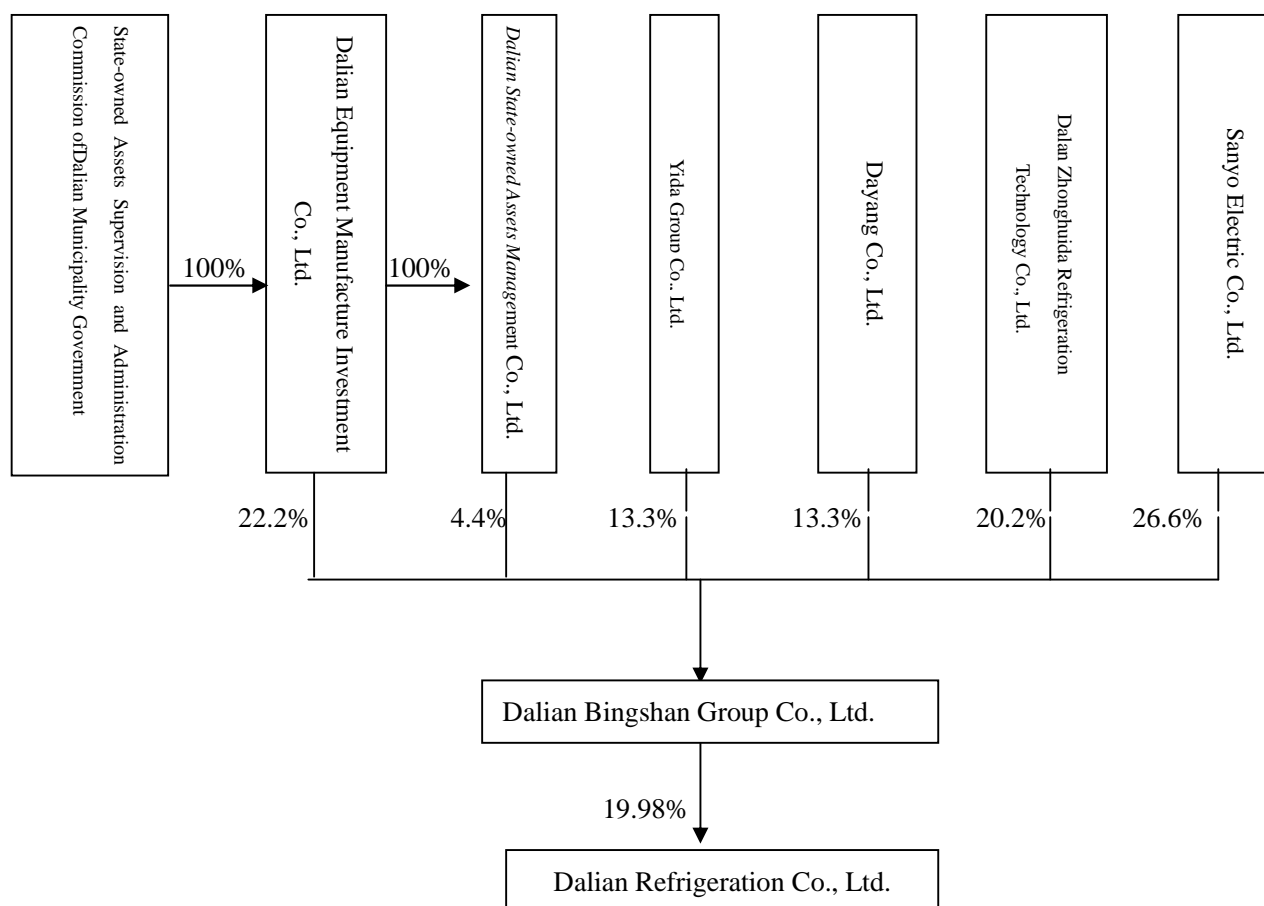 State-owned Assets Supervision and Administration
Commission ofDalian Municipality Government
Dalian Equipment Manufacture Investment
Co., Ltd.
Dalian State-owned Assets Management Co., Ltd.
Yida Group Co.. Ltd.
Dayang Co., Ltd.
Dalan Zhonghuida Refrigeration
Technology Co., Ltd.
Sanyo Electric Co., Ltd.
100%
100%
22.2%
4.4%
13.3%
13.3%
20.2%
26.6%
Dalian Bingshan Group Co., Ltd.
19.98%
Dalian Refrigeration Co., Ltd.